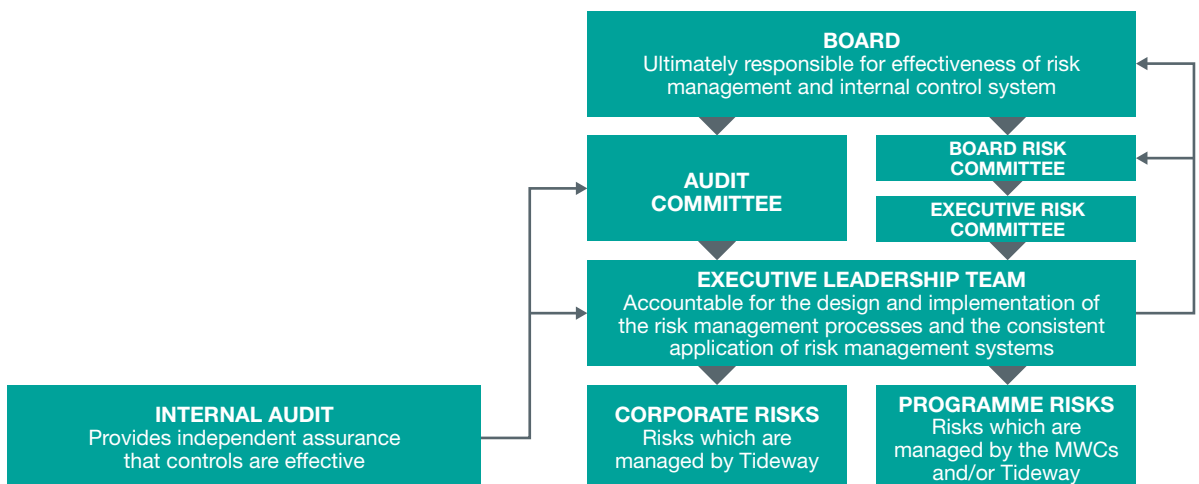 BOARD
Ultimately responsible for effectiveness of risk
management and internal control system
AUDIT
COMMITTEE
BOARD RISK
COMMITTEE
EXECUTIVE RISK
COMMITTEE
EXECUTIVE LEADERSHIP TEAM
Accountable for the design and implementation of
the risk management processes and the consistent
application of risk management systems
INTERNAL AUDIT
Provides independent assurance
that controls are effective
CORPORATE RISKS
Risks which are
managed by Tideway
PROGRAMME RISKS
Risks which are
managed by the MWCs
and/or Tideway